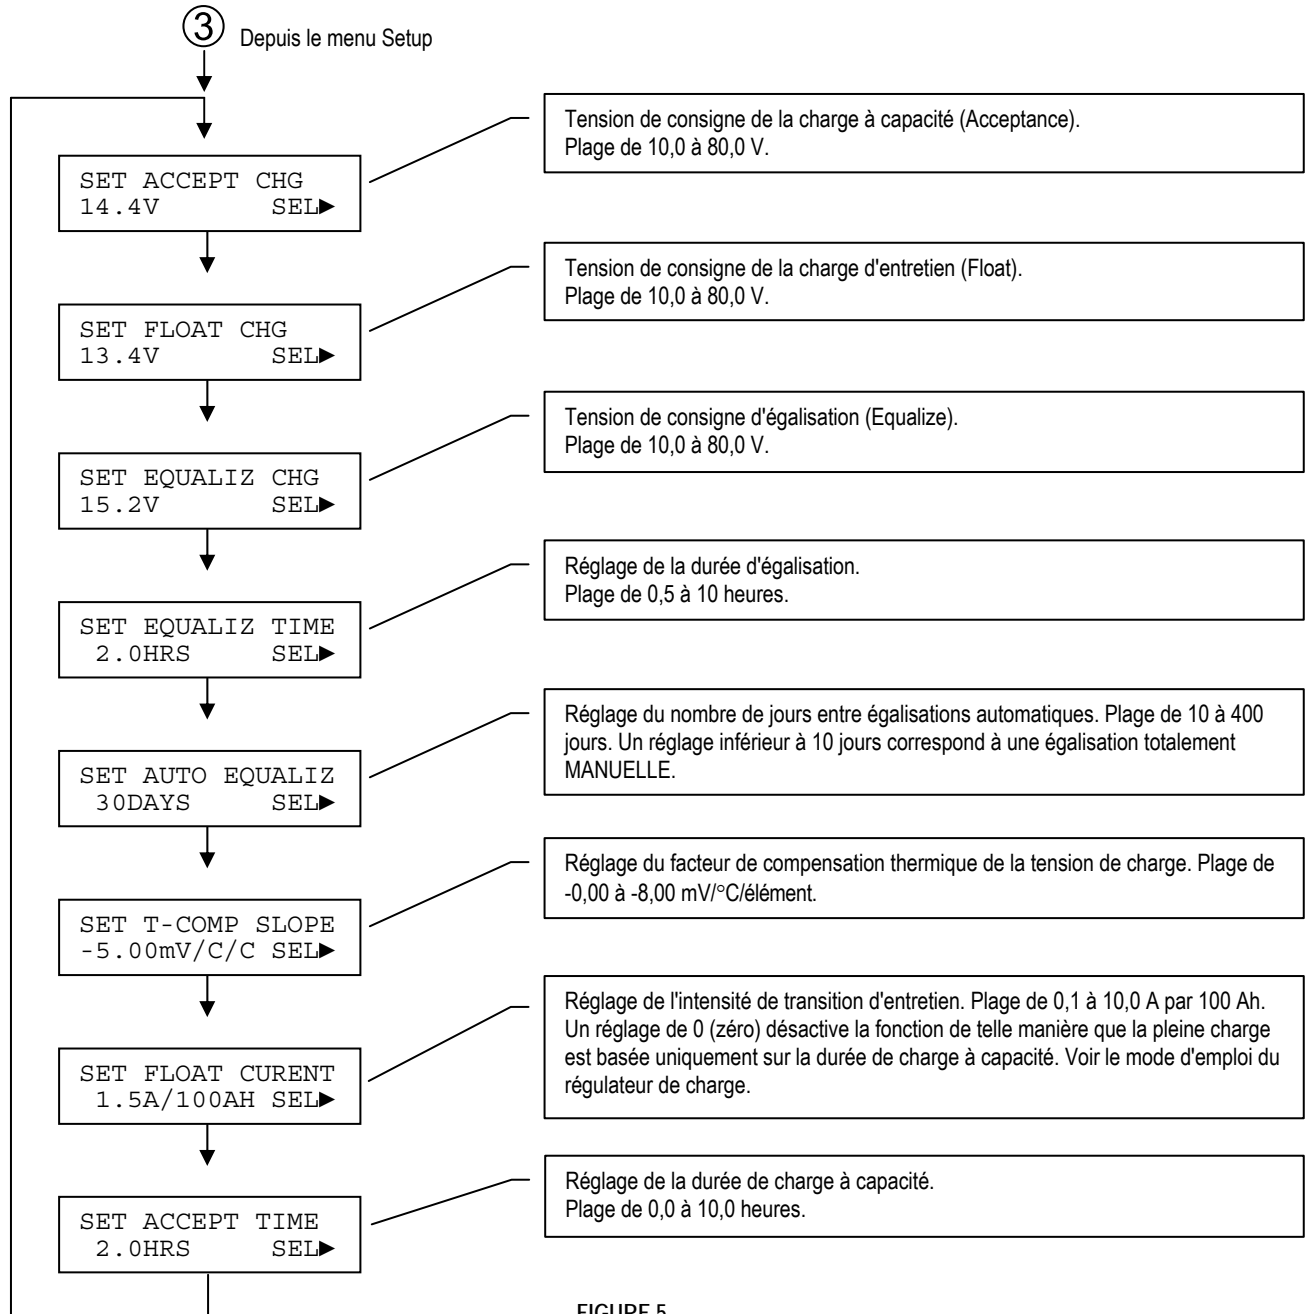 ③ Depuis le menu Setup
SET ACCEPT CHG
14.4V SEL►
Tension de consigne de la charge à capacité (Acceptance).
Plage de 10,0 à 80,0 V.
SET FLOAT CHG
13.4V SEL►
Tension de consigne de la charge d'entretien (Float).
Plage de 10,0 à 80,0 V.
SET EQUALIZ CHG
15.2V SEL►
Tension de consigne d'égalisation (Equalize).
Plage de 10,0 à 80,0 V.
SET EQUALIZ TIME
2.0HRS SEL►
Réglage de la durée d'égalisation.
Plage de 0,5 à 10 heures.
SET AUTO EQUALIZ
30DAYS SEL►
Réglage du nombre de jours entre égalisations automatiques. Plage de 10 à 400
jours. Un réglage inférieur à 10 jours correspond à une égalisation totalement
MANUELLE.
SET T-COMP SLOPE
-5.00mV/C/C SEL►
Réglage du facteur de compensation thermique de la tension de charge. Plage de
-0,00 à -8,00 mV/°C/élément.
SET FLOAT CURENT
1.5A/100AH SEL►
Réglage de l'intensité de transition d'entretien. Plage de 0,1 à 10,0 A par 100 Ah.
Un réglage de 0 (zéro) désactive la fonction de telle manière que la pleine charge
est basée uniquement sur la durée de charge à capacité. Voir le mode d'emploi du
régulateur de charge.
SET ACCEPT TIME
2.0HRS SEL►
Réglage de la durée de charge à capacité.
Plage de 0,0 à 10,0 heures.
FIGURE 5